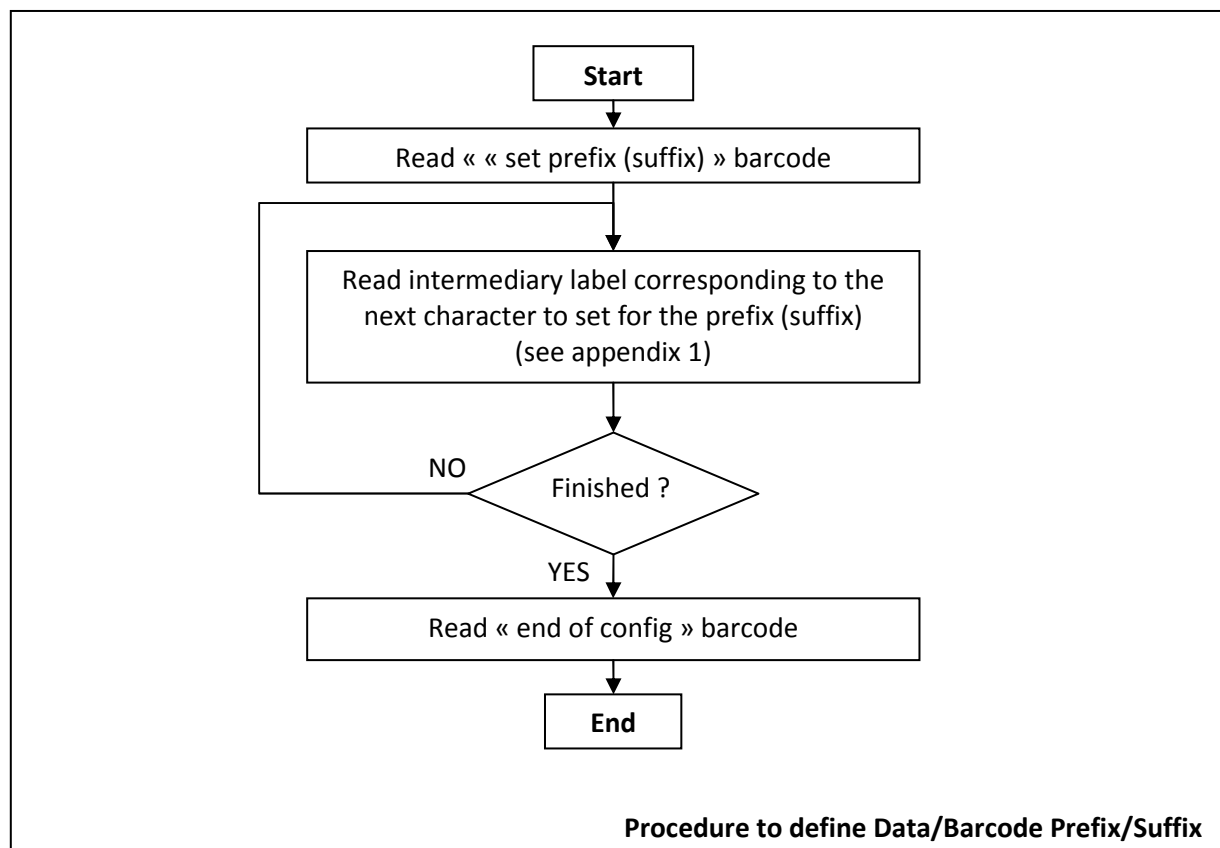 Start
Read « « set prefix (suffix) » barcode
Read intermediary label corresponding to the
next character to set for the prefix (suffix)
(see appendix 1)
NO
Finished ?
YES
Read « end of config » barcode
End
Procedure to define Data/Barcode Prefix/Suffix